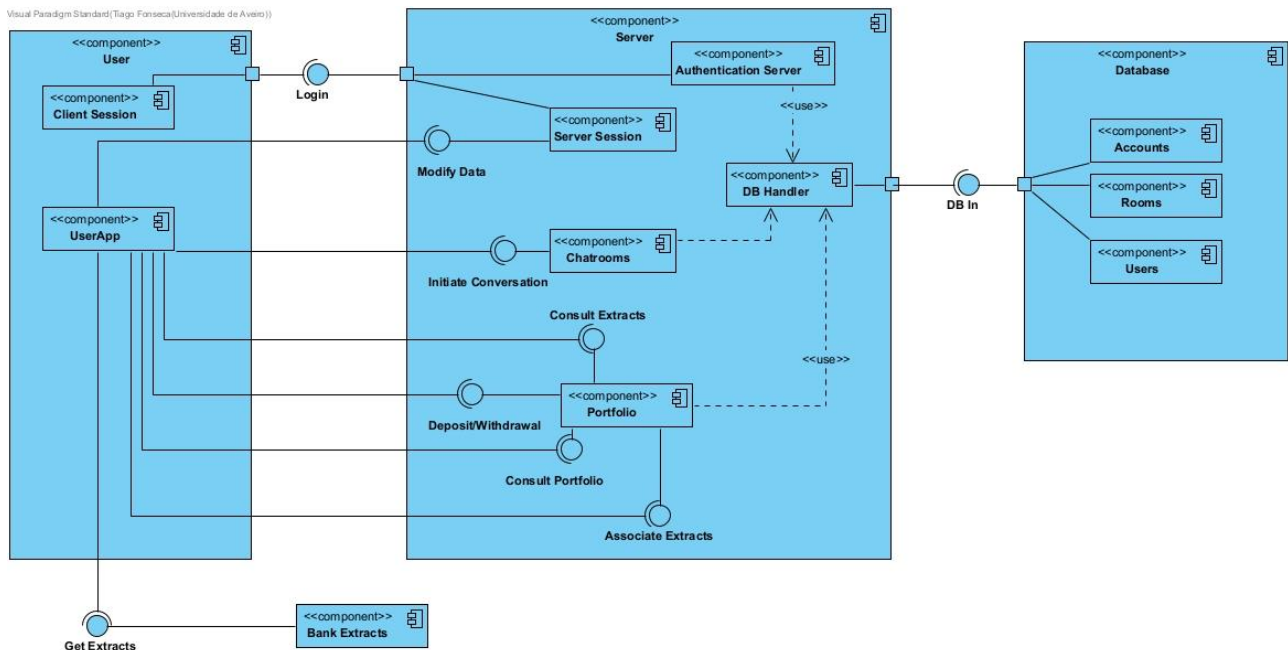 Visual Paradigm Standard(Tiago Fonseca(Universidade de Aveiro))
<<component>>
User
<<component>>
Client Session
<<component>>
UserApp
Login
Modify Data
Initiate Conversation
Consult Extracts
Deposit/Withdrawal
Consult Portfolio
Associate Extracts
Get Extracts
<<component>>
Bank Extracts
<<component>>
Server
<<component>>
Authentication Server
<<use>>
<<component>>
Server Session
<<component>>
DB Handler
<<component>>
Chatrooms
<<use>>
<<component>>
Portfolio
DB In
<<component>>
Database
<<component>>
Accounts
<<component>>
Rooms
<<component>>
Users